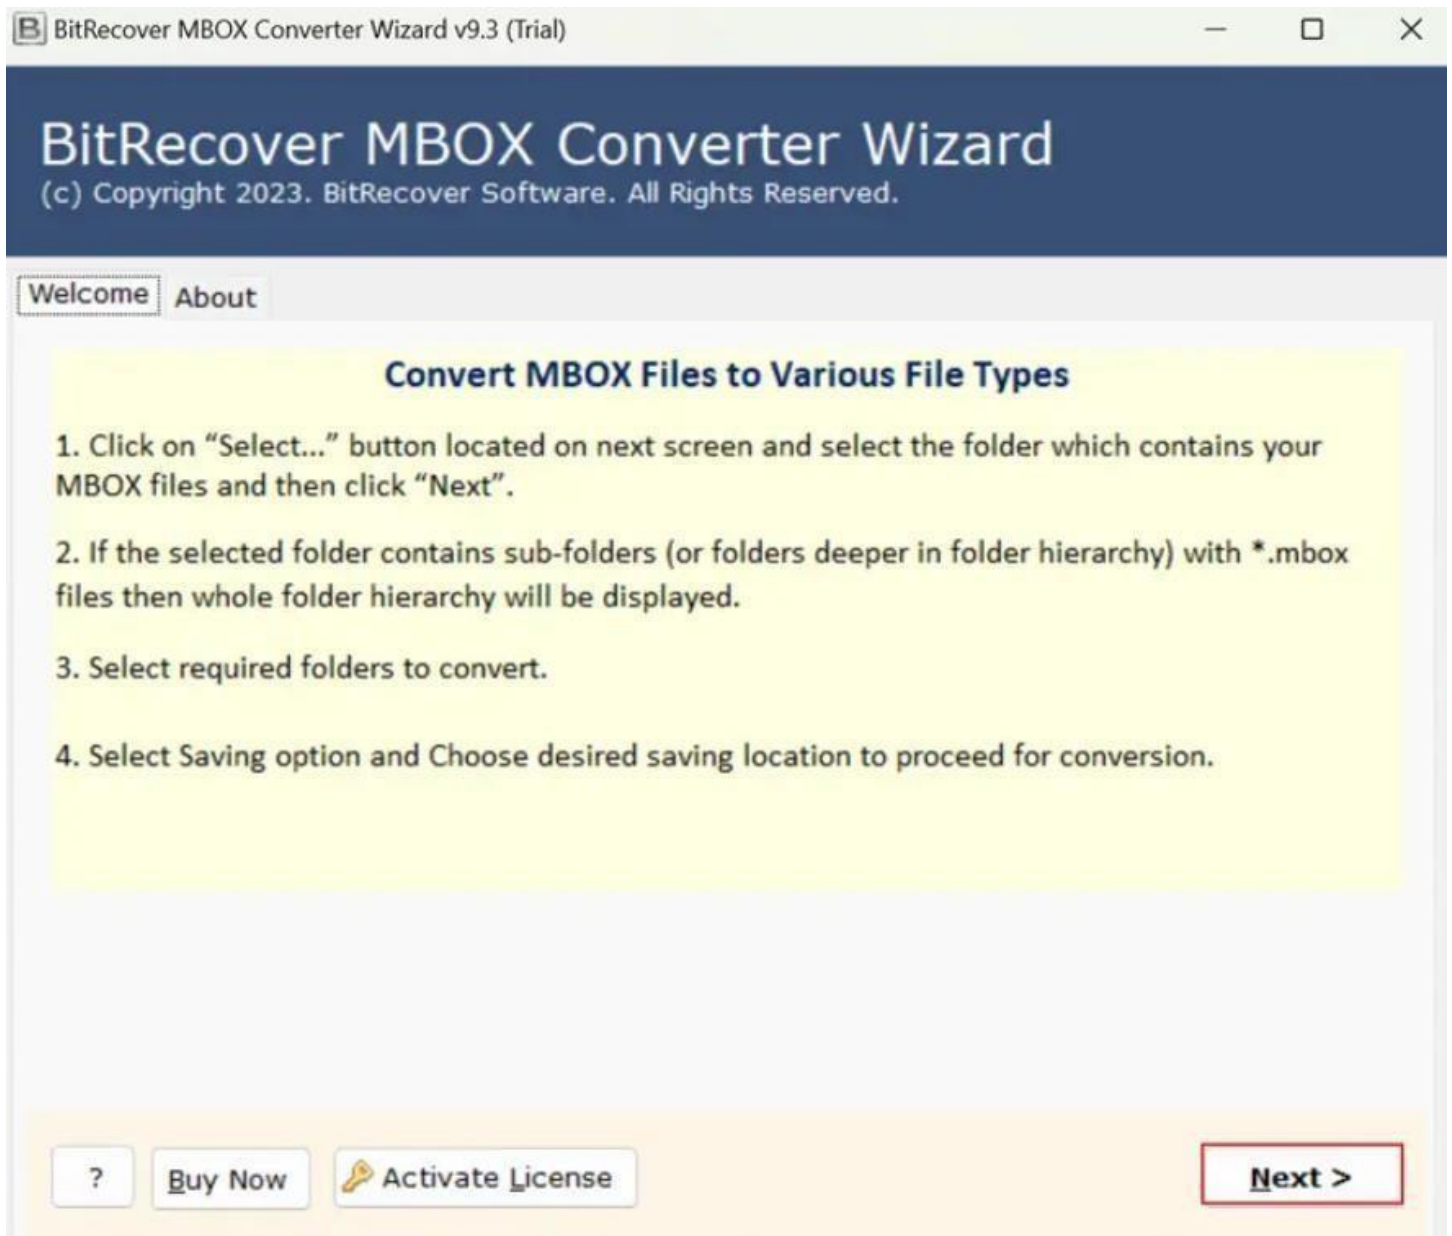 BitRecover MBOX Converter Wizard v9.3 (Trial)
BitRecover MBOX Converter Wizard
(c) Copyright 2023. BitRecover Software. All Rights Reserved.
Welcome About
Convert MBOX Files to Various File Types
1. Click on “Select...” button located on next screen and select the folder which contains your
MBOX files and then click “Next”.
2. If the selected folder contains sub-folders (or folders deeper in folder hierarchy) with *.mbox
files then whole folder hierarchy will be displayed.
3. Select required folders to convert.
4. Select Saving option and Choose desired saving location to proceed for conversion.
? Buy Now Activate License Next >